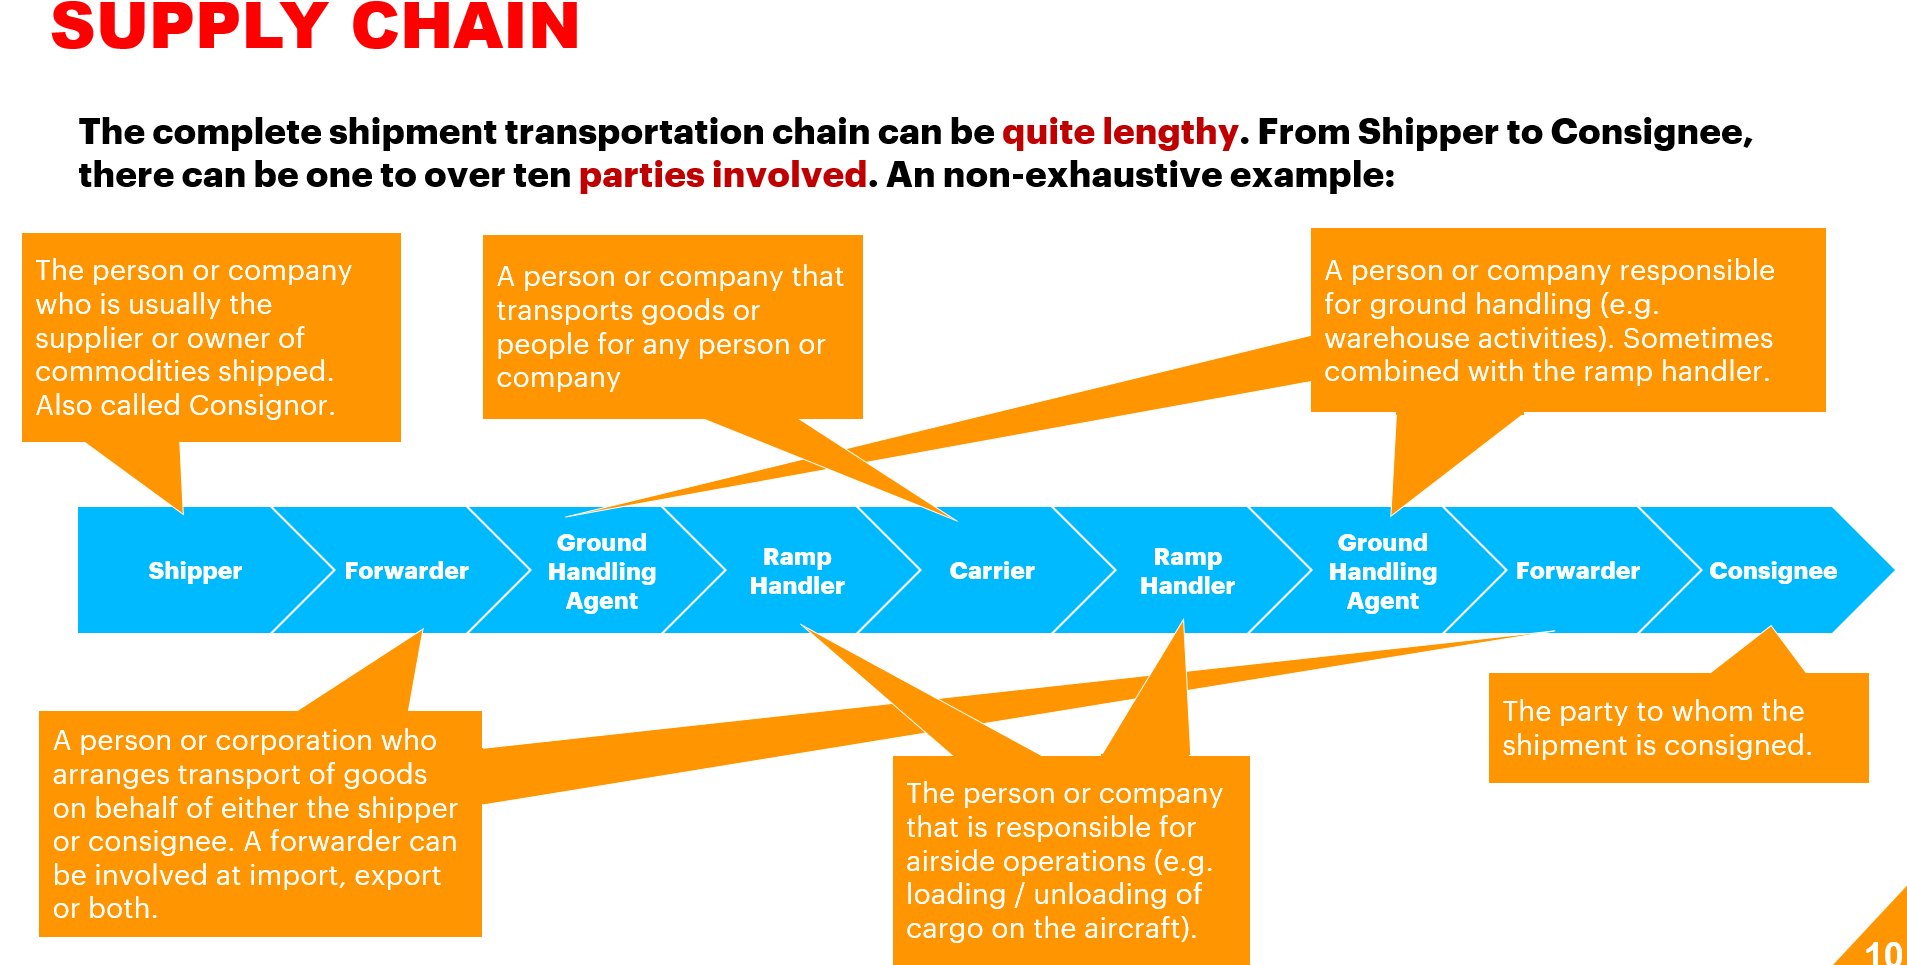 SUPPLY CHAIN
The complete shipment transportation chain can be quite lengthy. From Shipper to Consignee,
there can be one to over ten parties involved. An non-exhaustive example:
The person or company
who is usually the
supplier or owner of
commodities shipped.
Also called Consignor.
A person or company that
transports goods or
people for any person or
company
A person or company responsible
for ground handling (e.g.
warehouse activities). Sometimes
combined with the ramp handler.
Shipper
Forwarder
Ground
Handling
Agent
Ramp
Handler
Carrier
Ramp
Handler
Ground
Handling
Agent
Forwarder
Consignee
A person or corporation who
arranges transport of goods
on behalf of either the shipper
or consignee. A forwarder can
be involved at import, export
or both.
The person or company
that is responsible for
airside operations (e.g.
loading / unloading of
cargo on the aircraft).
The party to whom the
shipment is consigned.
10